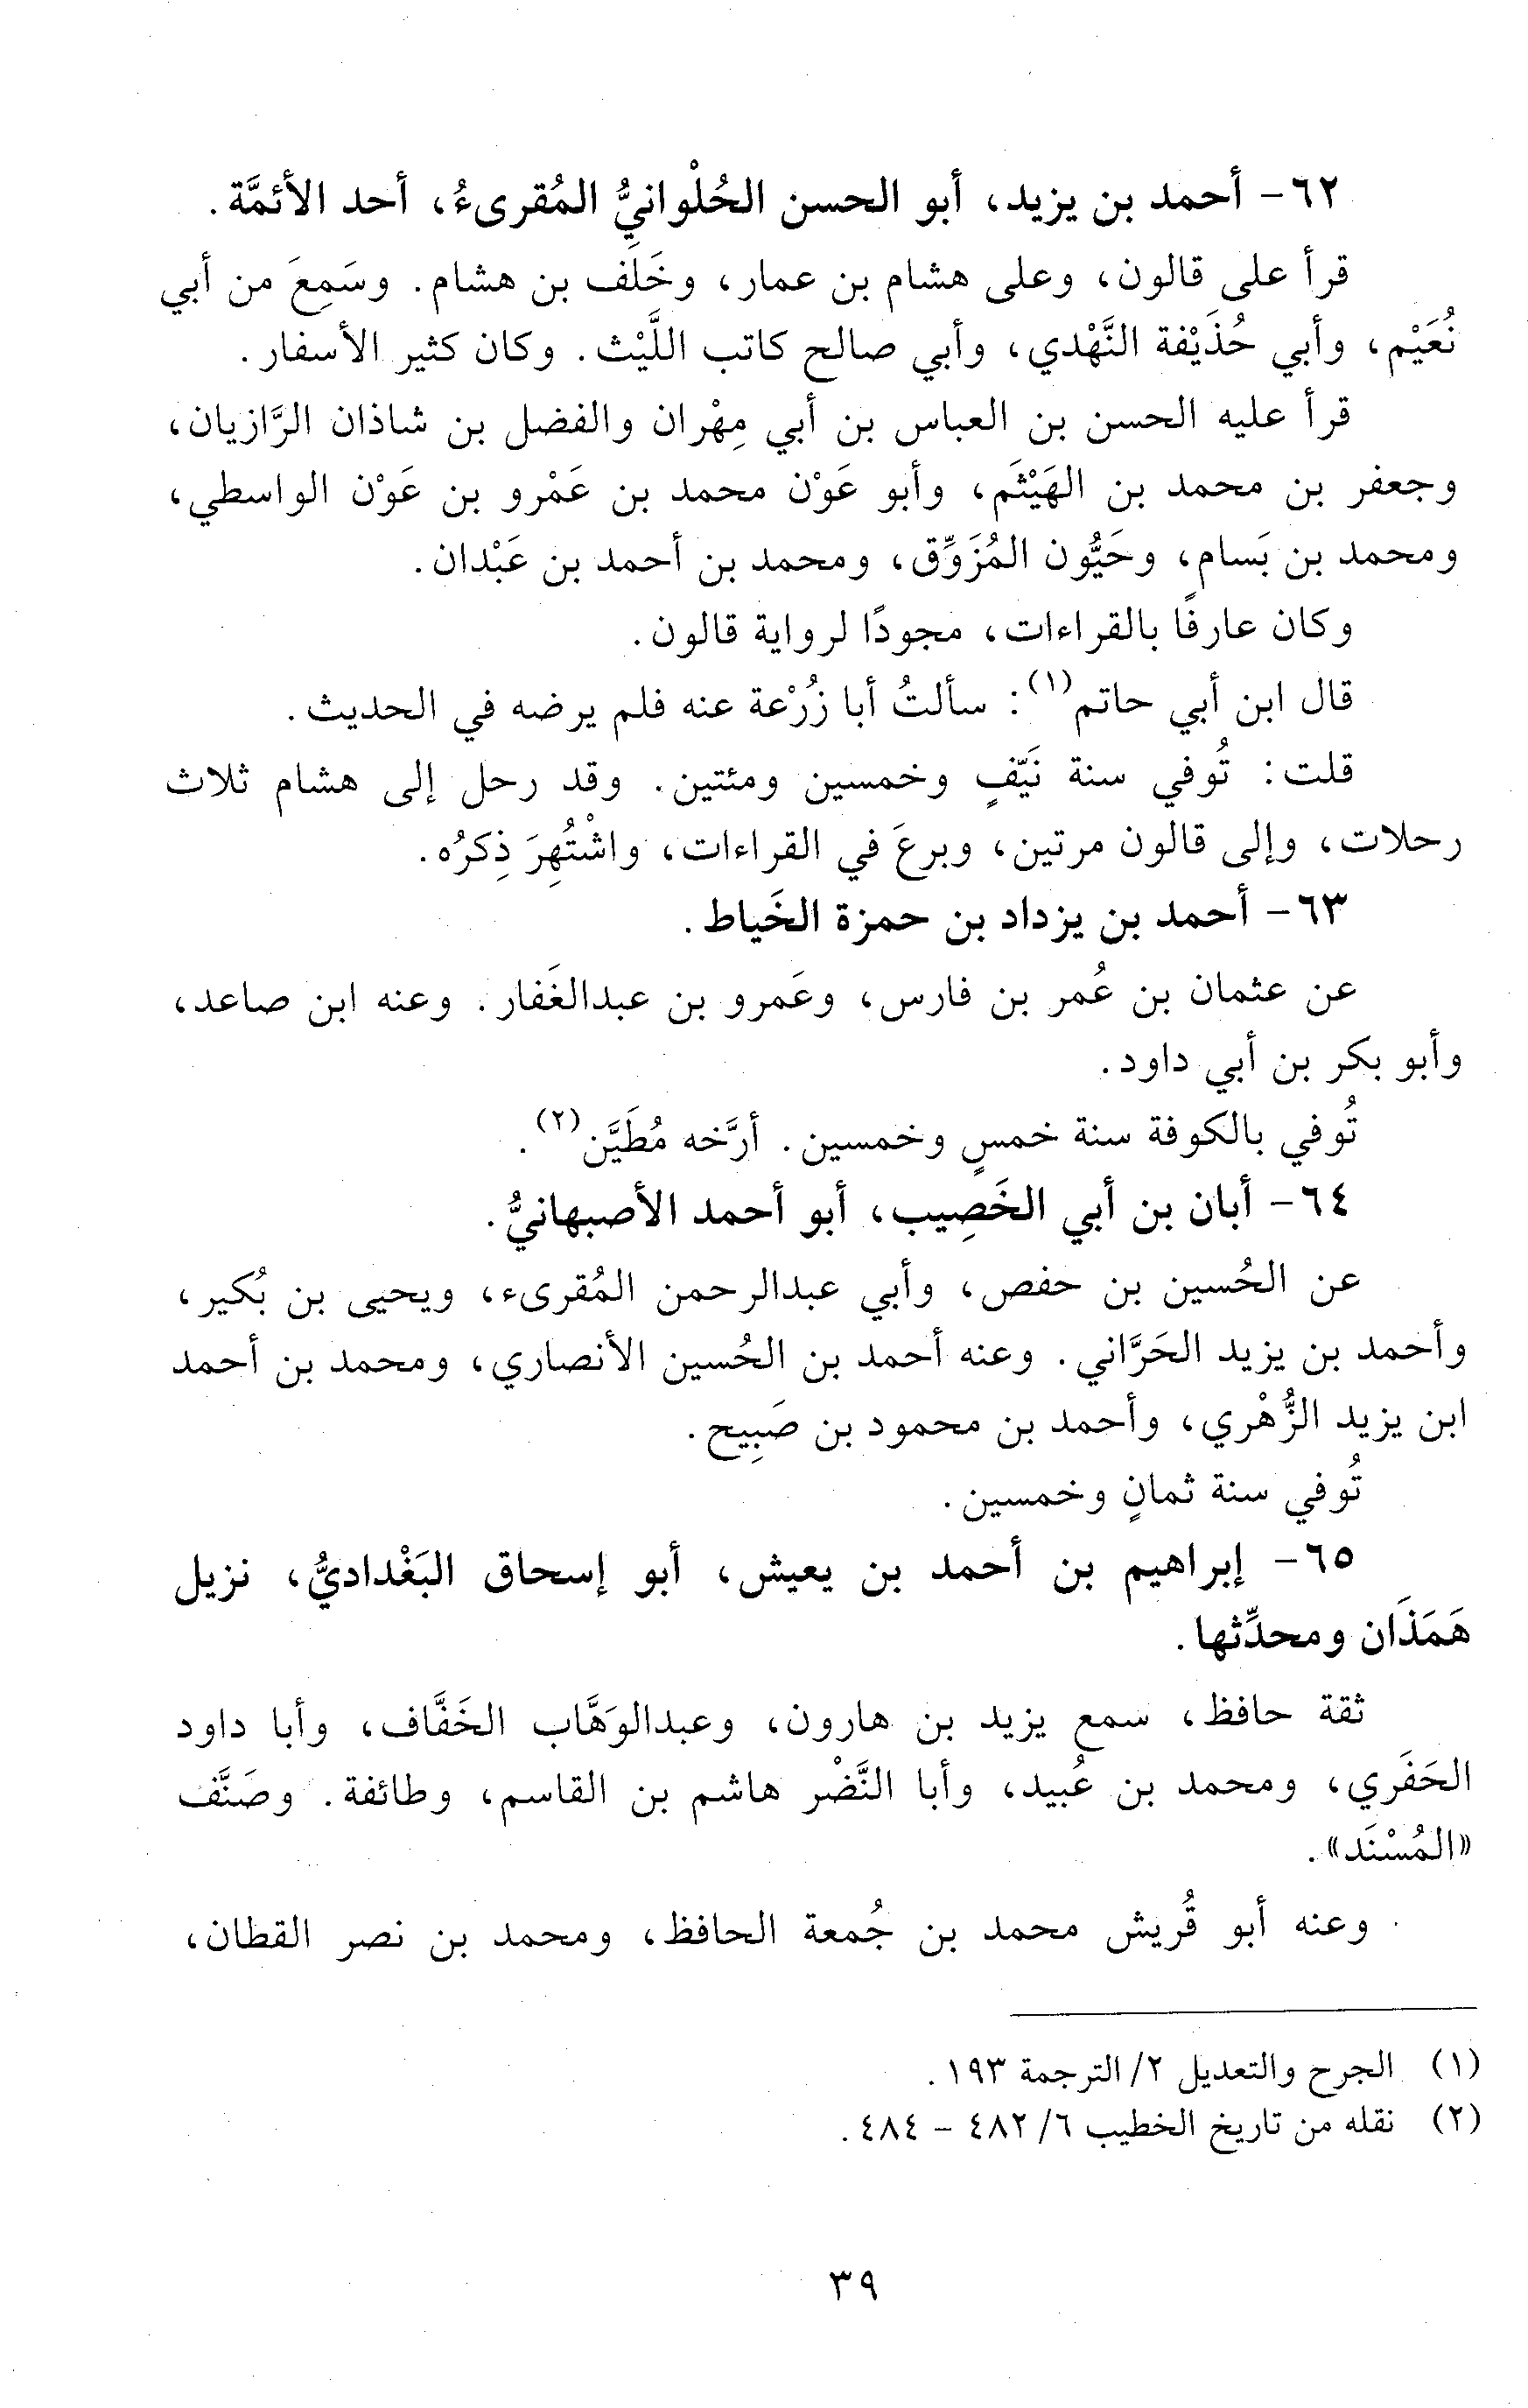 ٦٢- أحمد بن يزيد، أبو الحسن الحُلْوانيُّ المُقرىءُ، أحد الأئمَّة.
قرأ على قالون، وعلى هشام بن عمار، وخَلَف بن هشام. وسَمِعَ من أبي
نُعَيْم، وأبي حُذَيْفة النَّهْدي، وأبي صالح كاتب اللَّيْث. وكان كثير الأسفار.
قرأ عليه الحسن بن العباس بن أبي مِهْران والفضل بن شاذان الرَّازيان،
وجعفر بن محمد بن الهَيْثَم، وأبو عَوْن محمد بن عَمْرو بن عَوْن الواسطي،
ومحمد بن بَسام، وحَيُّون المُزَوِّق، ومحمد بن أحمد بن عَبْدان.
وكان عارفًا بالقراءات، مجودًا لرواية قالون.
قال ابن أبي حاتم(١): سألتُ أبا زُرْعة عنه فلم يرضه في الحديث.
قلت: تُوفي سنة نَيّفٍ وخمسين ومئتين. وقد رحل إلى هشام ثلاث
رحلات، وإلى قالون مرتين، وبرعَ في القراءات، واشْتُهِرَ ذِكرُه.
٦٣- أحمد بن يزداد بن حمزة الخَياط.
عن عثمان بن عُمر بن فارس، وعَمرو بن عبدالغَفار. وعنه ابن صاعد،
وأبو بكر بن أبي داود.
تُوفي بالكوفة سنة خمسٍ وخمسين. أرَّخه مُطَيَّن(٢).
٦٤- أبان بن أبي الخَصِيب، أبو أحمد الأصبهانيُّ.
عن الحُسين بن حفص، وأبي عبدالرحمن المُقرىء، ويحيى بن بُكير،
وأحمد بن يزيد الحَرَّاني. وعنه أحمد بن الحُسين الأنصاري، ومحمد بن أحمد
ابن يزيد الزُّهْري، وأحمد بن محمود بن صَبِيح.
تُوفي سنة ثمانٍ وخمسين.
٦٥- إبراهيم بن أحمد بن يعيش، أبو إسحاق البَغْداديُّ، نزيل
هَمَذَان ومحدِّثها.
ثقة حافظ، سمع يزيد بن هارون، وعبدالوَهَّاب الخَفَّاف، وأبا داود
الحَفَري، ومحمد بن عُبيد، وأبا النَّضْر هاشم بن القاسم، وطائفة. وصَنَّف
«المُسْنَد».
وعنه أبو قُريش محمد بن جُمعة الحافظ، ومحمد بن نصر القطان،
(١) الجرح والتعديل ٢/ الترجمة ١٩٣.
(٢) نقله من تاريخ الخطيب ٦/ ٤٨٢ - ٤٨٤.
٣٩